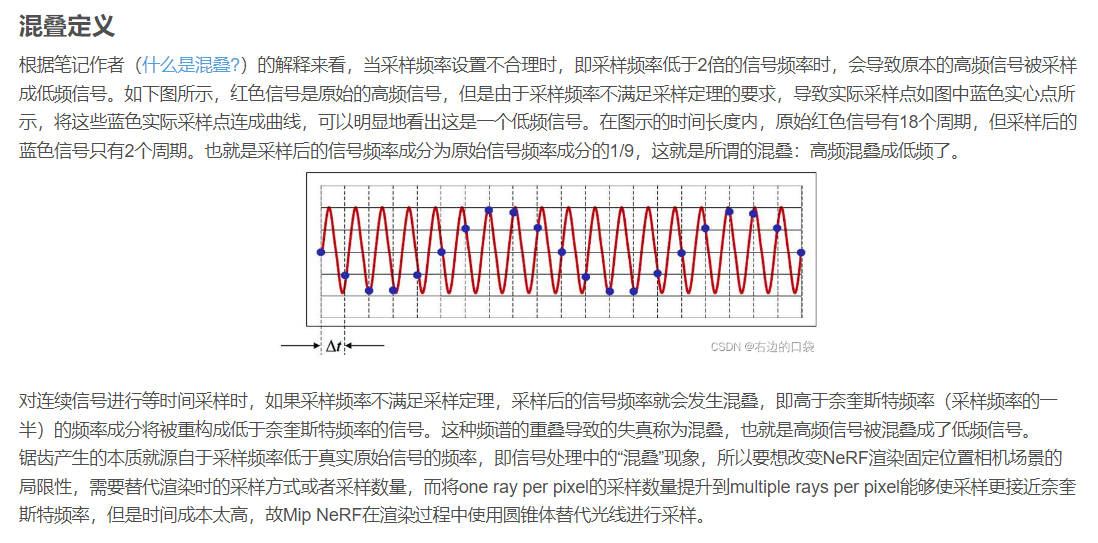 混叠定义
根据笔记作者（什么是混叠?）的解释来看，当采样频率设置不合理时，即采样频率低于2倍的信号频率时，会导致原本的高频信号被采样
成低频信号。如下图所示，红色信号是原始的高频信号，但是由于采样频率不满足采样定理的要求，导致实际采样点如图中蓝色实心点所
示，将这些蓝色实际采样点连成曲线，可以明显地看出这是一个低频信号。在图示的时间长度内，原始红色信号有18个周期，但采样后的
蓝色信号只有2个周期。也就是采样后的信号频率成分为原始信号频率成分的1/9，这就是所谓的混叠：高频混叠成低频了。
Δt
CSDN @右边的口袋
对连续信号进行等时间采样时，如果采样频率不满足采样定理，采样后的信号频率就会发生混叠，即高于奈奎斯特频率（采样频率的一
半）的频率成分将被重构成低于奈奎斯特频率的信号。这种频谱的重叠导致的失真称为混叠，也就是高频信号被混叠成了低频信号。
锯齿产生的本质就源自于采样频率低于真实原始信号的频率，即信号处理中的“混叠”现象，所以要想改变NeRF渲染固定位置相机场景的
局限性，需要替代渲染时的采样方式或者采样数量，而将one ray per pixel的采样数量提升到multiple rays per pixel能够使采样更接近奈奎
斯特频率，但是时间成本太高，故Mip NeRF在渲染过程中使用圆锥体替代光线进行采样。